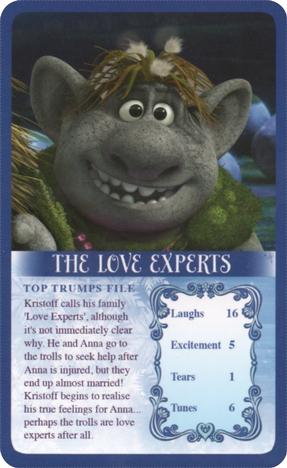 THE LOVE EXPERTS
TOP TRUMPS FILE
Kristoff calls his family
'Love Experts', although
it's not immediately clear
why. He and Anna go
to the trolls to seek help after
Anna is injured, but they
end up almost married!
Kristoff begins to realise
his true feelings for Anna...
perhaps the trolls are love
experts after all.
Laughs 16
Excitement 5
Tears 1
Tunes 6